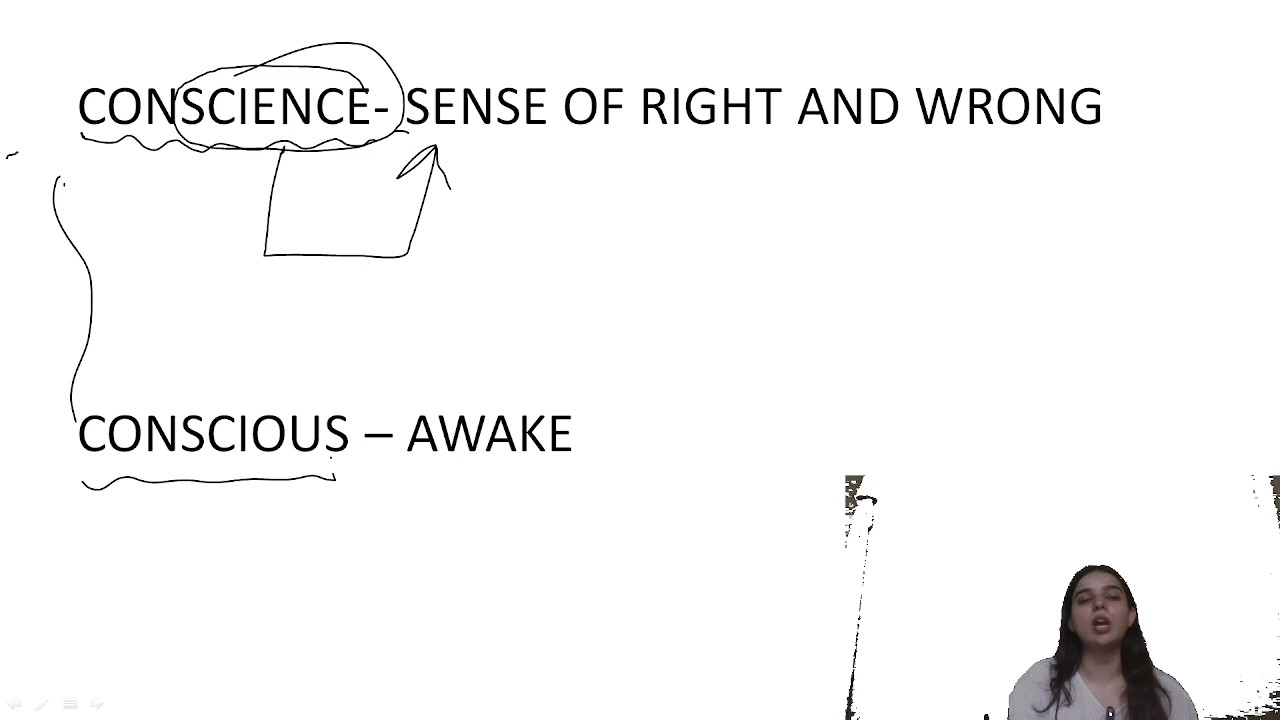 CONSCIENCE- SENSE OF RIGHT AND WRONG
CONSCIOUS – AWAKE